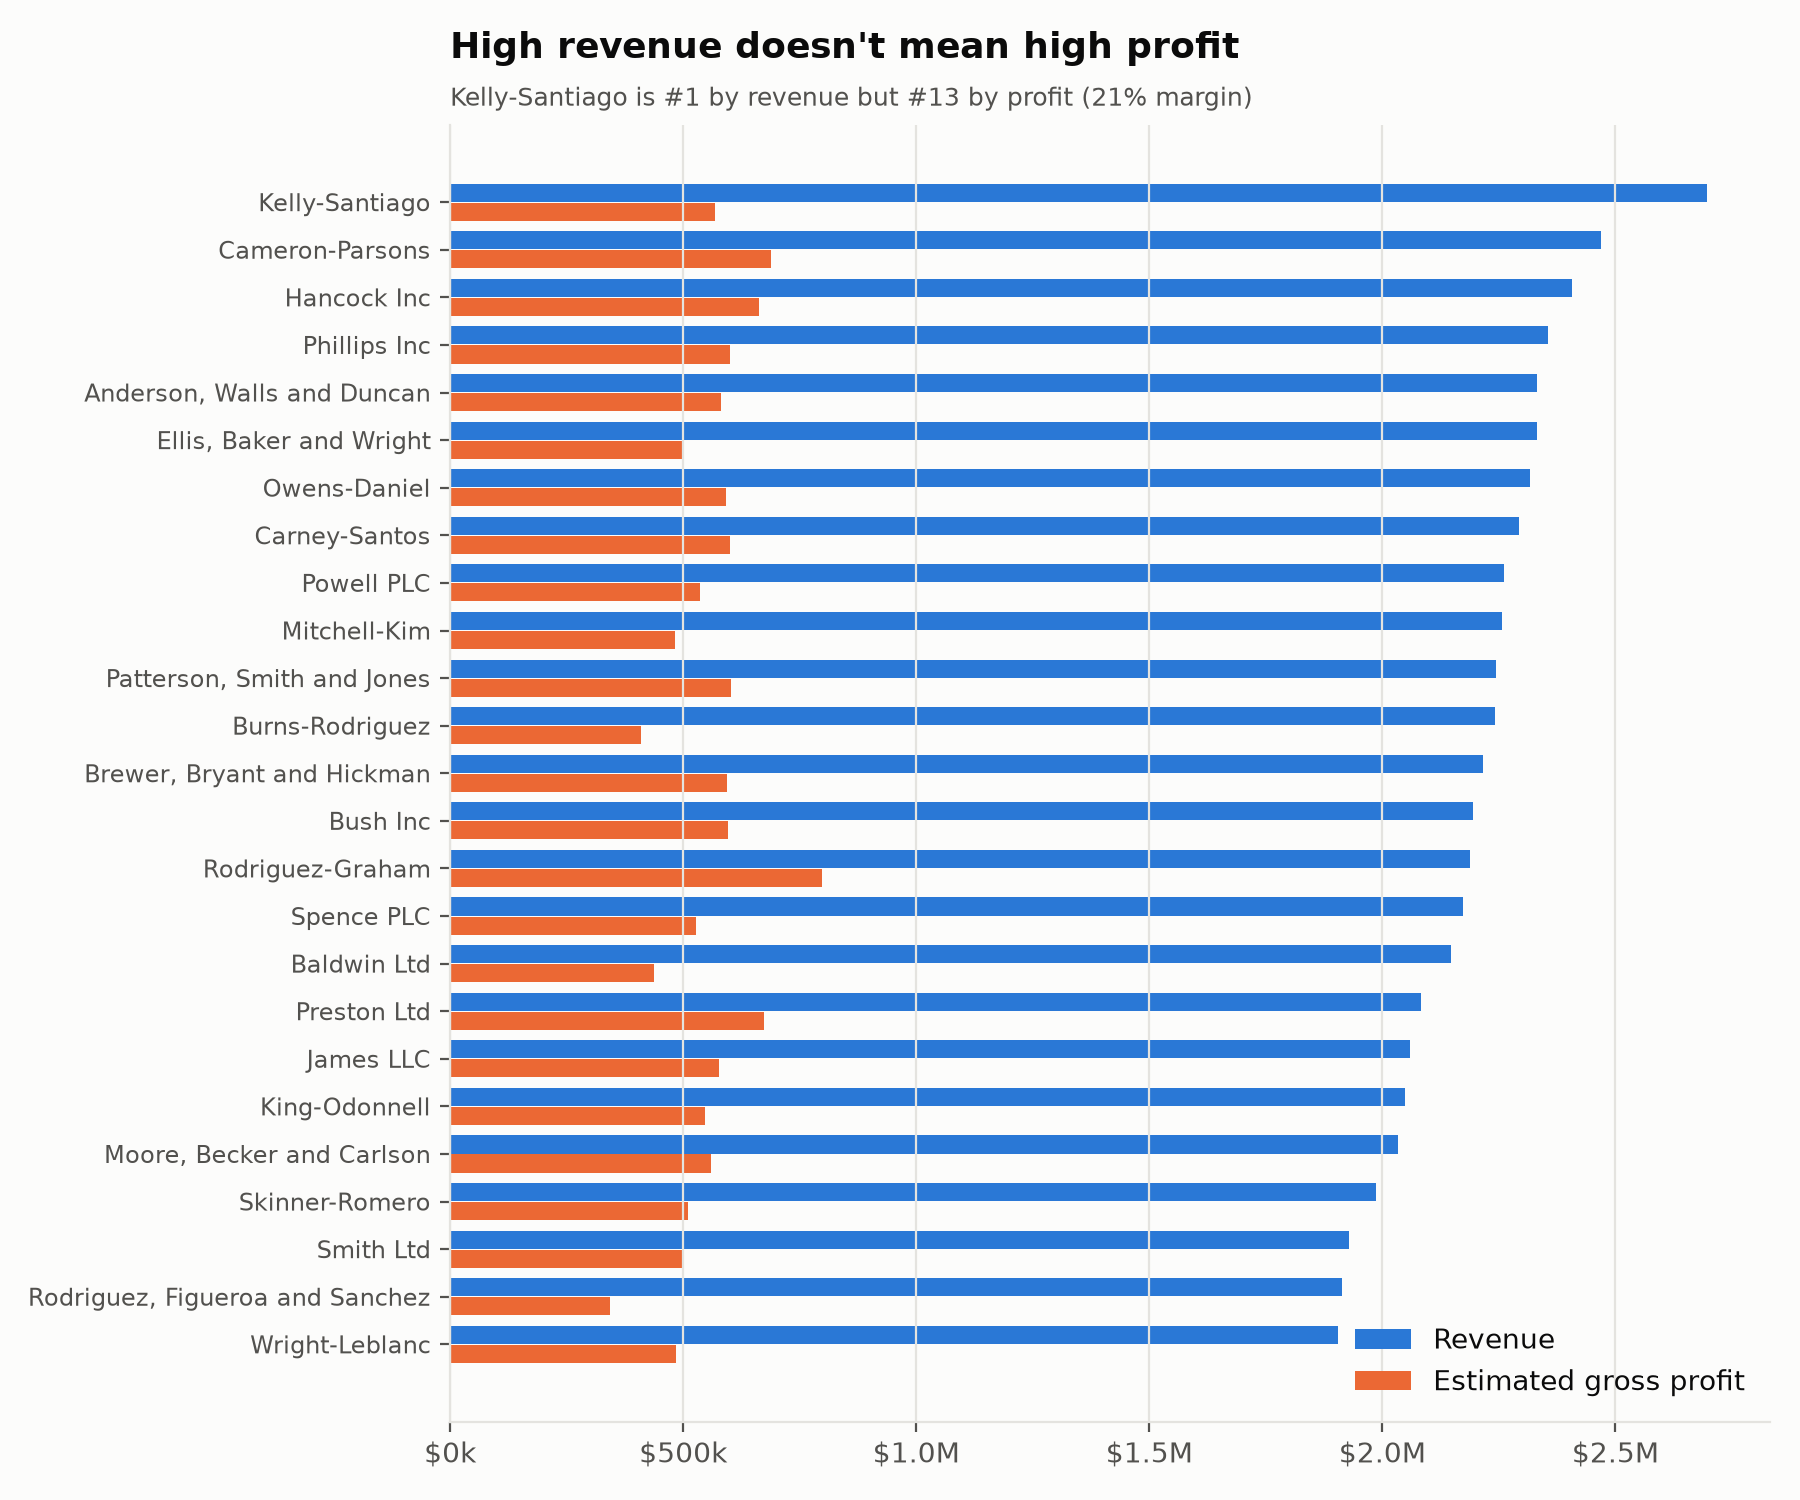 High revenue doesn't mean high profit
Kelly-Santiago is #1 by revenue but #13 by profit (21% margin)
Kelly-Santiago
Cameron-Parsons
Hancock Inc
Phillips Inc
Anderson, Walls and Duncan
Ellis, Baker and Wright
Owens-Daniel
Carney-Santos
Powell PLC
Mitchell-Kim
Patterson, Smith and Jones
Burns-Rodriguez
Brewer, Bryant and Hickman
Bush Inc
Rodriguez-Graham
Spence PLC
Baldwin Ltd
Preston Ltd
James LLC
King-Odonnell
Moore, Becker and Carlson
Skinner-Romero
Smith Ltd
Rodriguez, Figueroa and Sanchez
Wright-Leblanc
Revenue
Estimated gross profit
$0k $500k $1.0M $1.5M $2.0M $2.5M